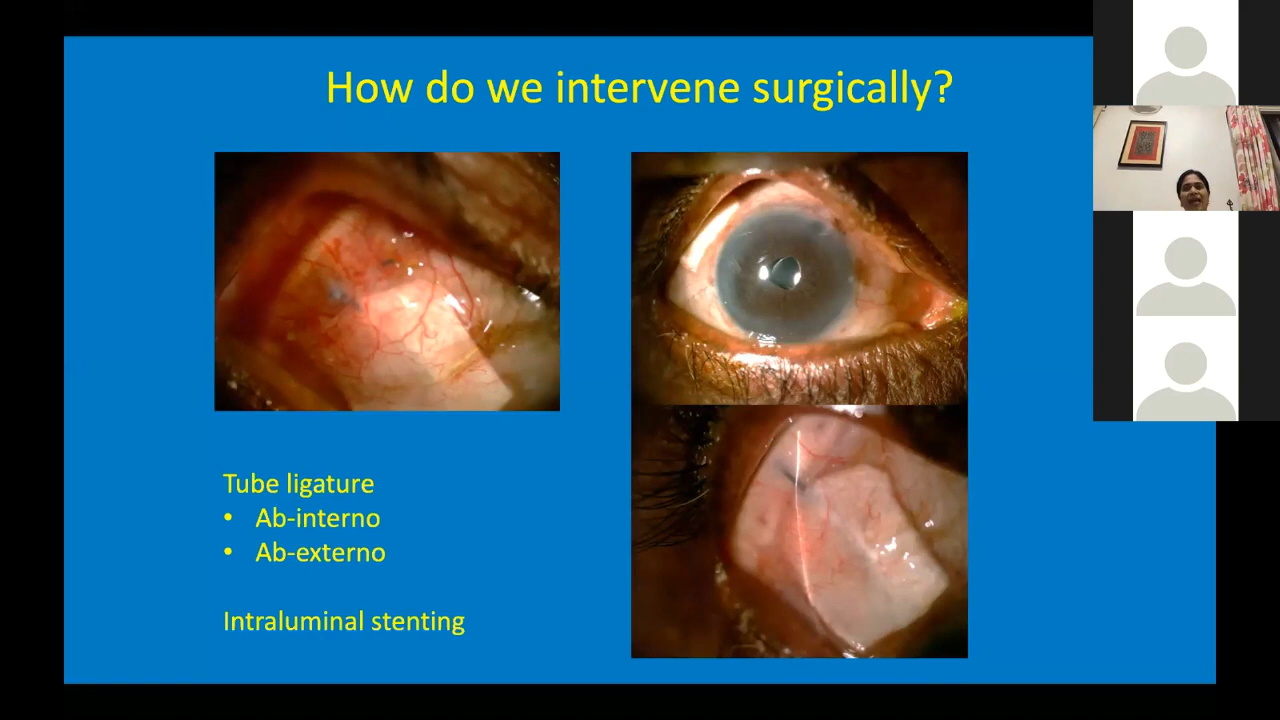 How do we intervene surgically?
Tube ligature
• Ab-interno
• Ab-externo
Intraluminal stenting